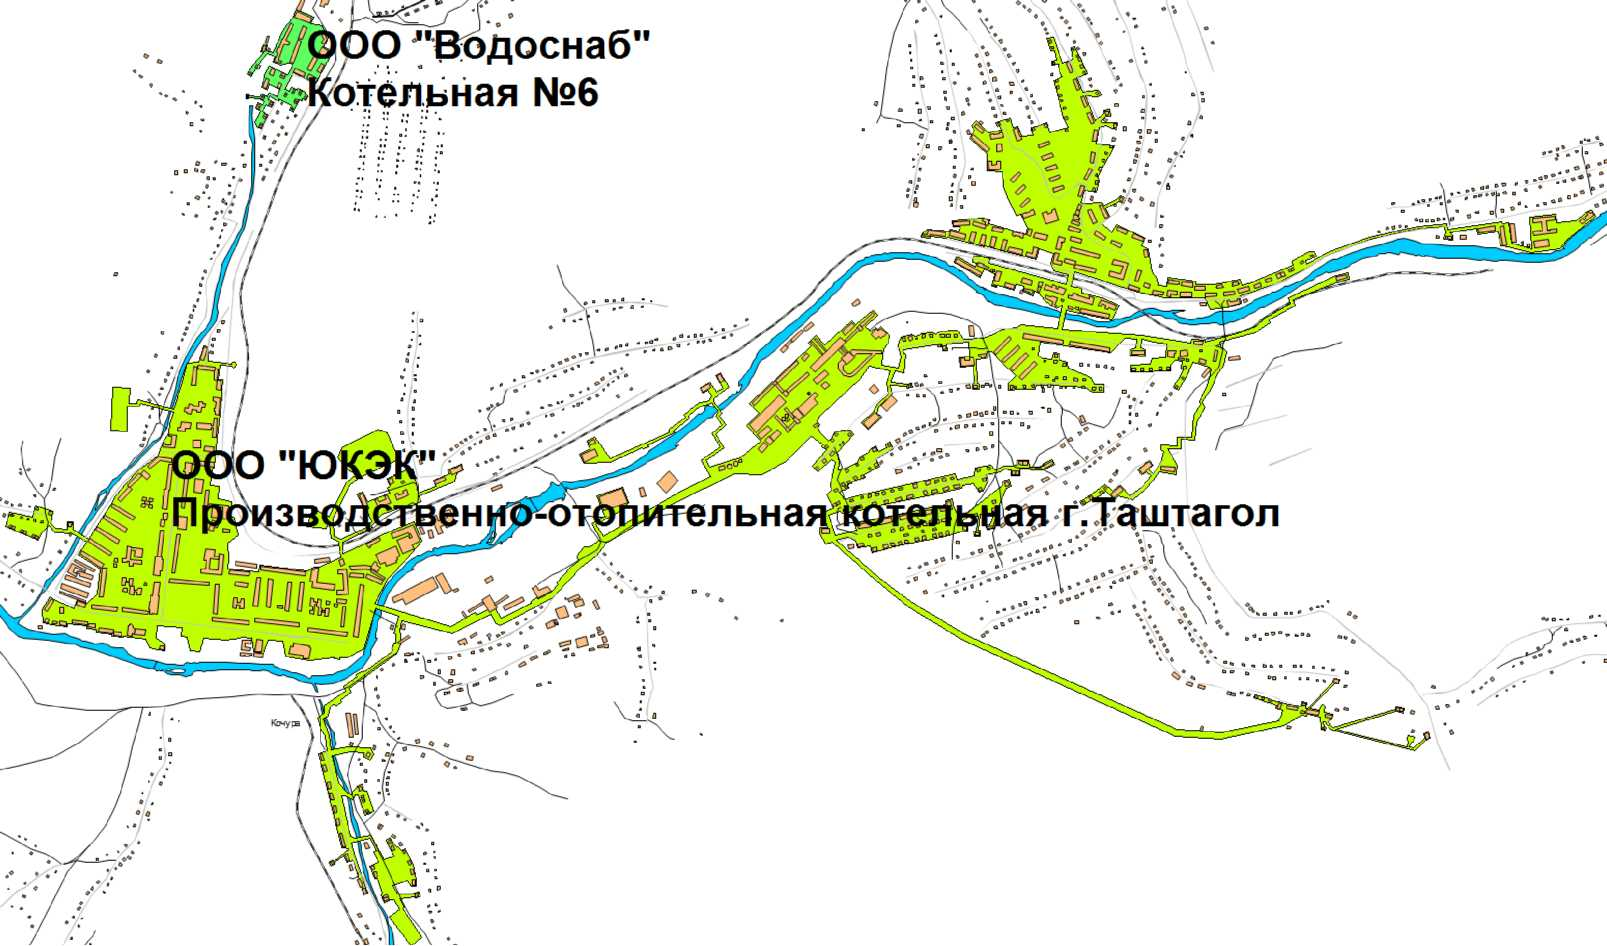 ООО "Водоснаб"
Котельная №6
ООО "ЮКЭК"
Производственно-отопительная котельная г.Таштагол
Кочура